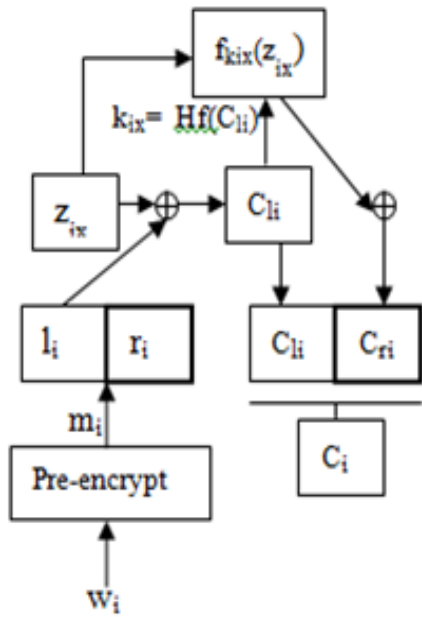 f_kix(z_ix)
k_ix= Hf(C_li)
z_ix
C_li
l_i r_i
C_li C_ri
m_i
C_i
Pre-encrypt
w_i